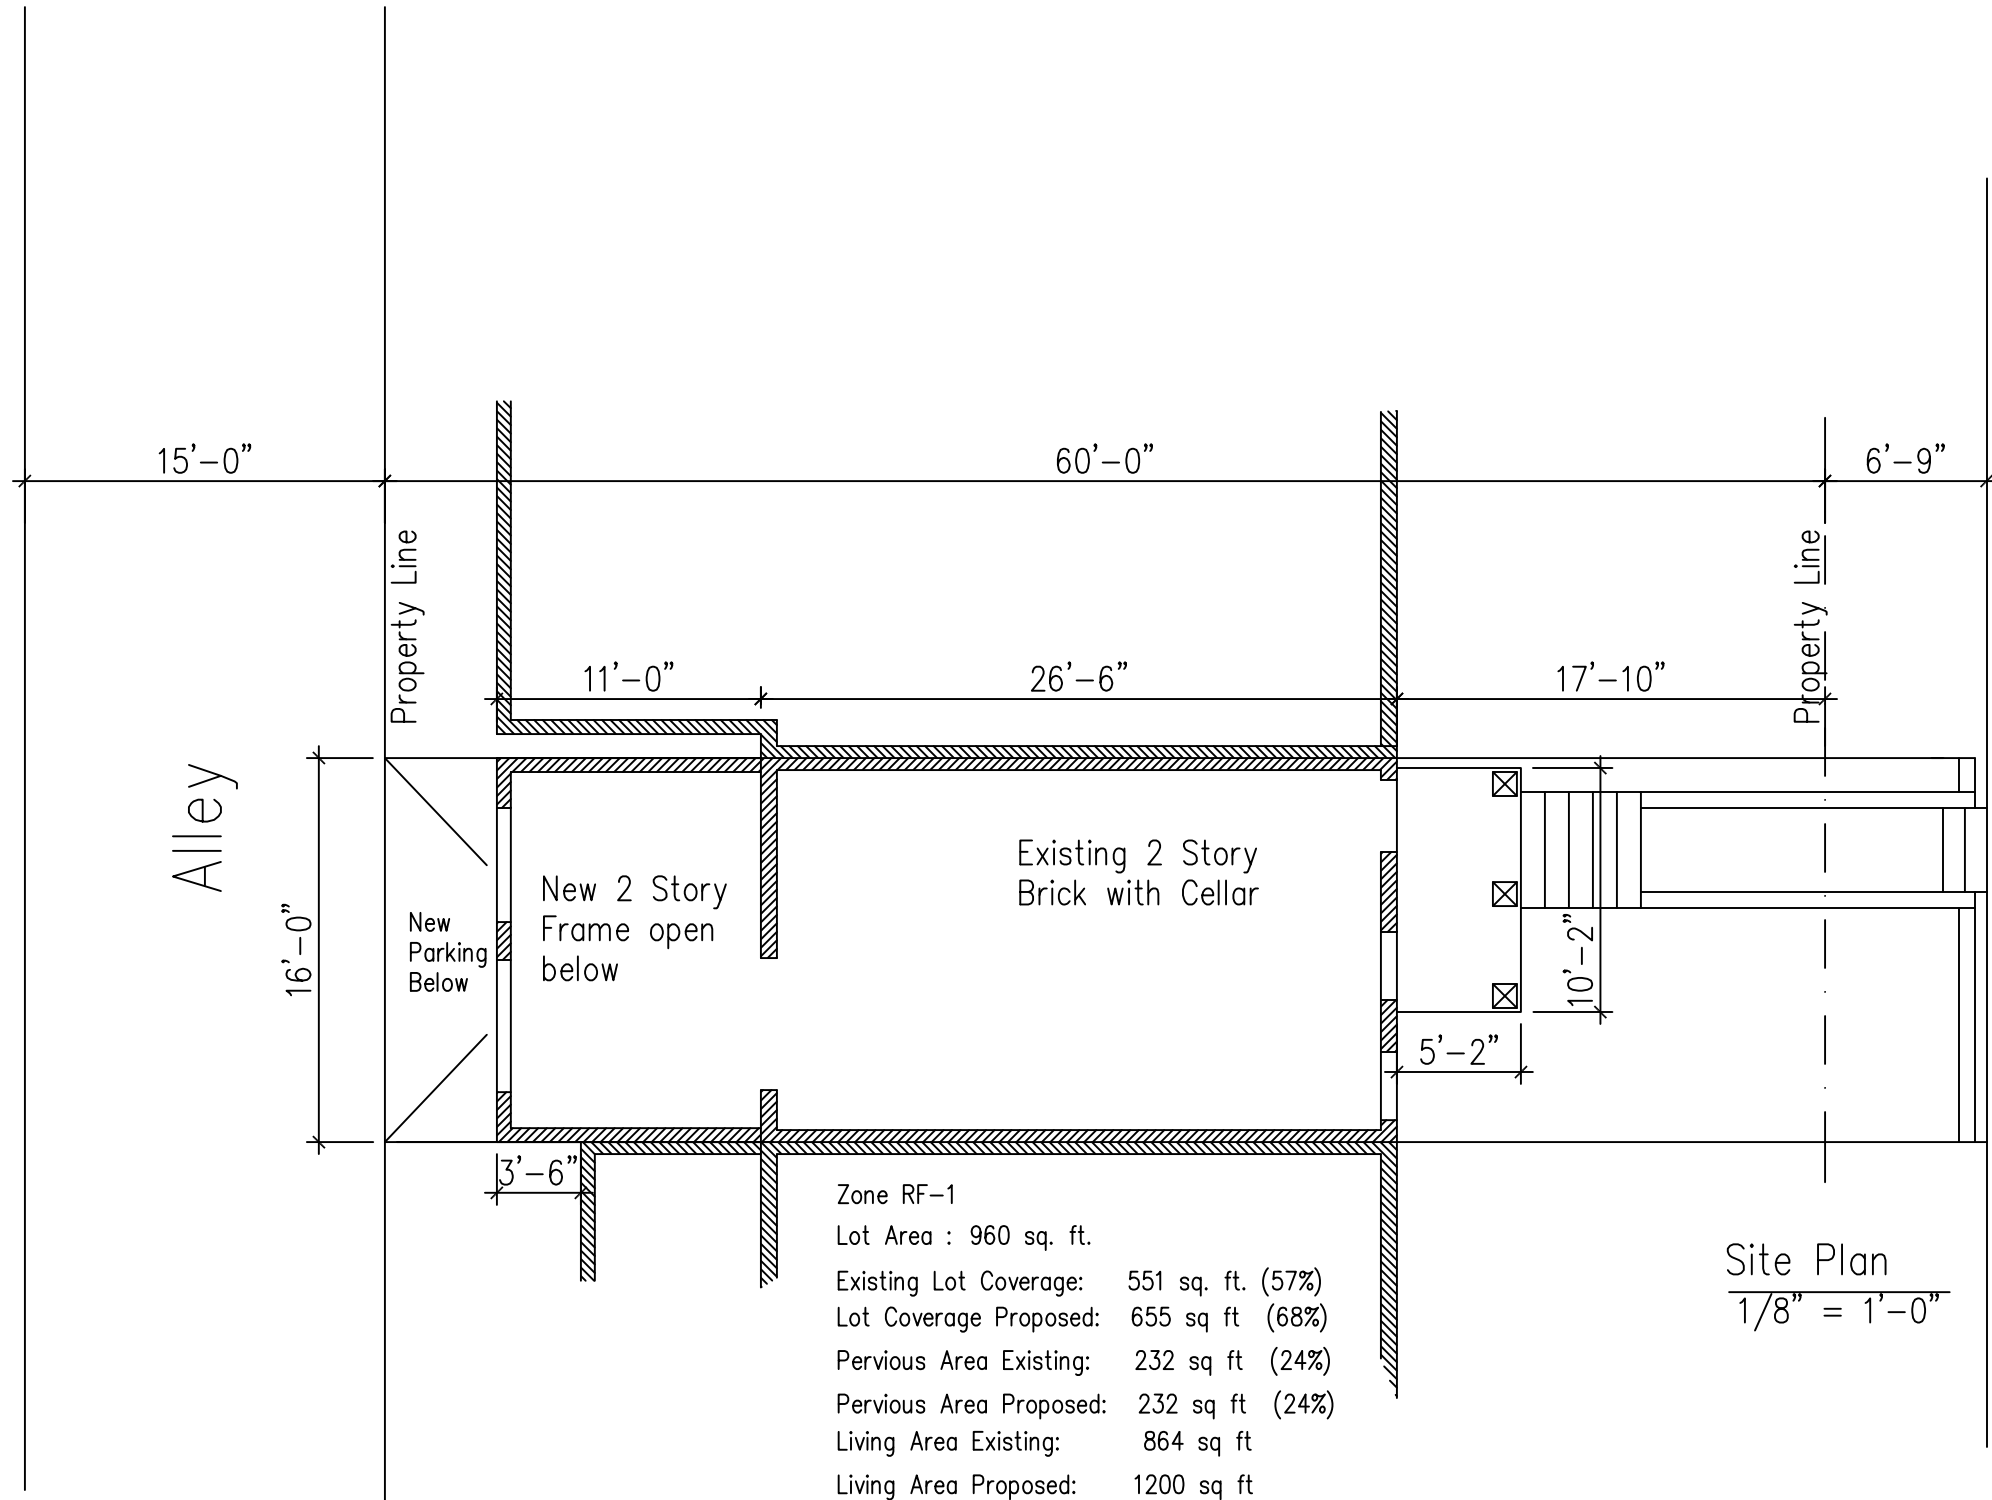 15'-0"
60'-0"
6'-9"
Property Line
Property Line
11'-0"
26'-6"
17'-10"
Alley
16'-0"
New
Parking
Below
New 2 Story
Frame open
below
Existing 2 Story
Brick with Cellar
10'-2"
5'-2"
3'-6"
Zone RF-1
Lot Area : 960 sq. ft.
Existing Lot Coverage: 551 sq. ft. (57%)
Lot Coverage Proposed: 655 sq ft (68%)
Pervious Area Existing: 232 sq ft (24%)
Pervious Area Proposed: 232 sq ft (24%)
Living Area Existing: 864 sq ft
Living Area Proposed: 1200 sq ft
Site Plan
1/8" = 1'-0"